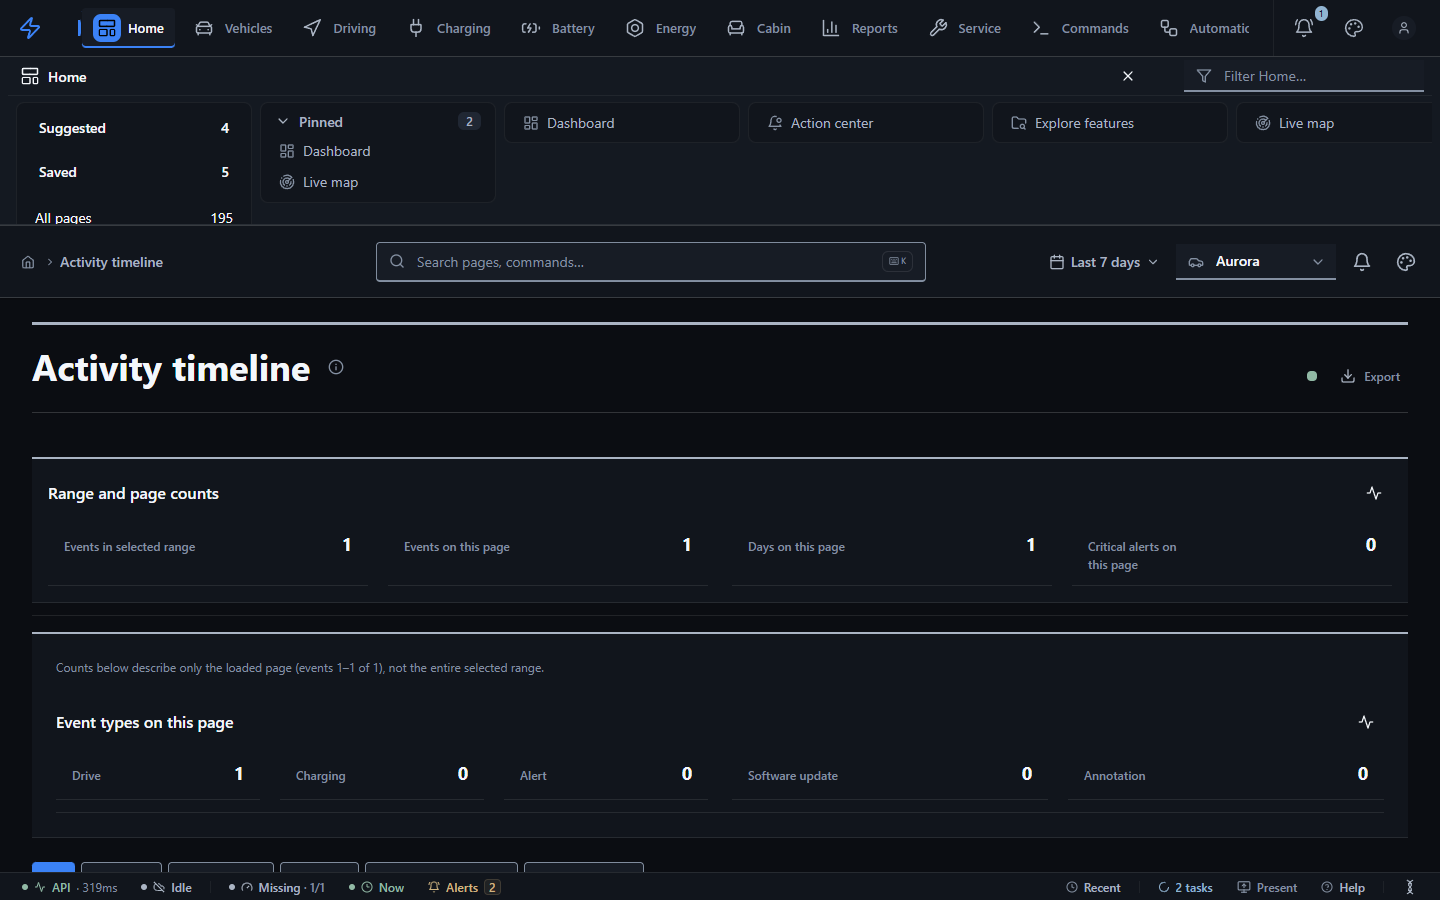 Home
Vehicles
Driving
Charging
Battery
Energy
Cabin
Reports
Service
Commands
Automatic
1
Home
Filter Home...
Suggested 4
Saved 5
All pages 195
Pinned 2
Dashboard
Live map
Dashboard
Action center
Explore features
Live map
Activity timeline
Search pages, commands...
K
Last 7 days
Aurora
Activity timeline
Export
Range and page counts
Events in selected range 1
Events on this page 1
Days on this page 1
Critical alerts on 0
this page
Counts below describe only the loaded page (events 1–1 of 1), not the entire selected range.
Event types on this page
Drive 1
Charging 0
Alert 0
Software update 0
Annotation 0
API · 319ms
Idle
Missing · 1/1
Now
Alerts 2
Recent
2 tasks
Present
Help